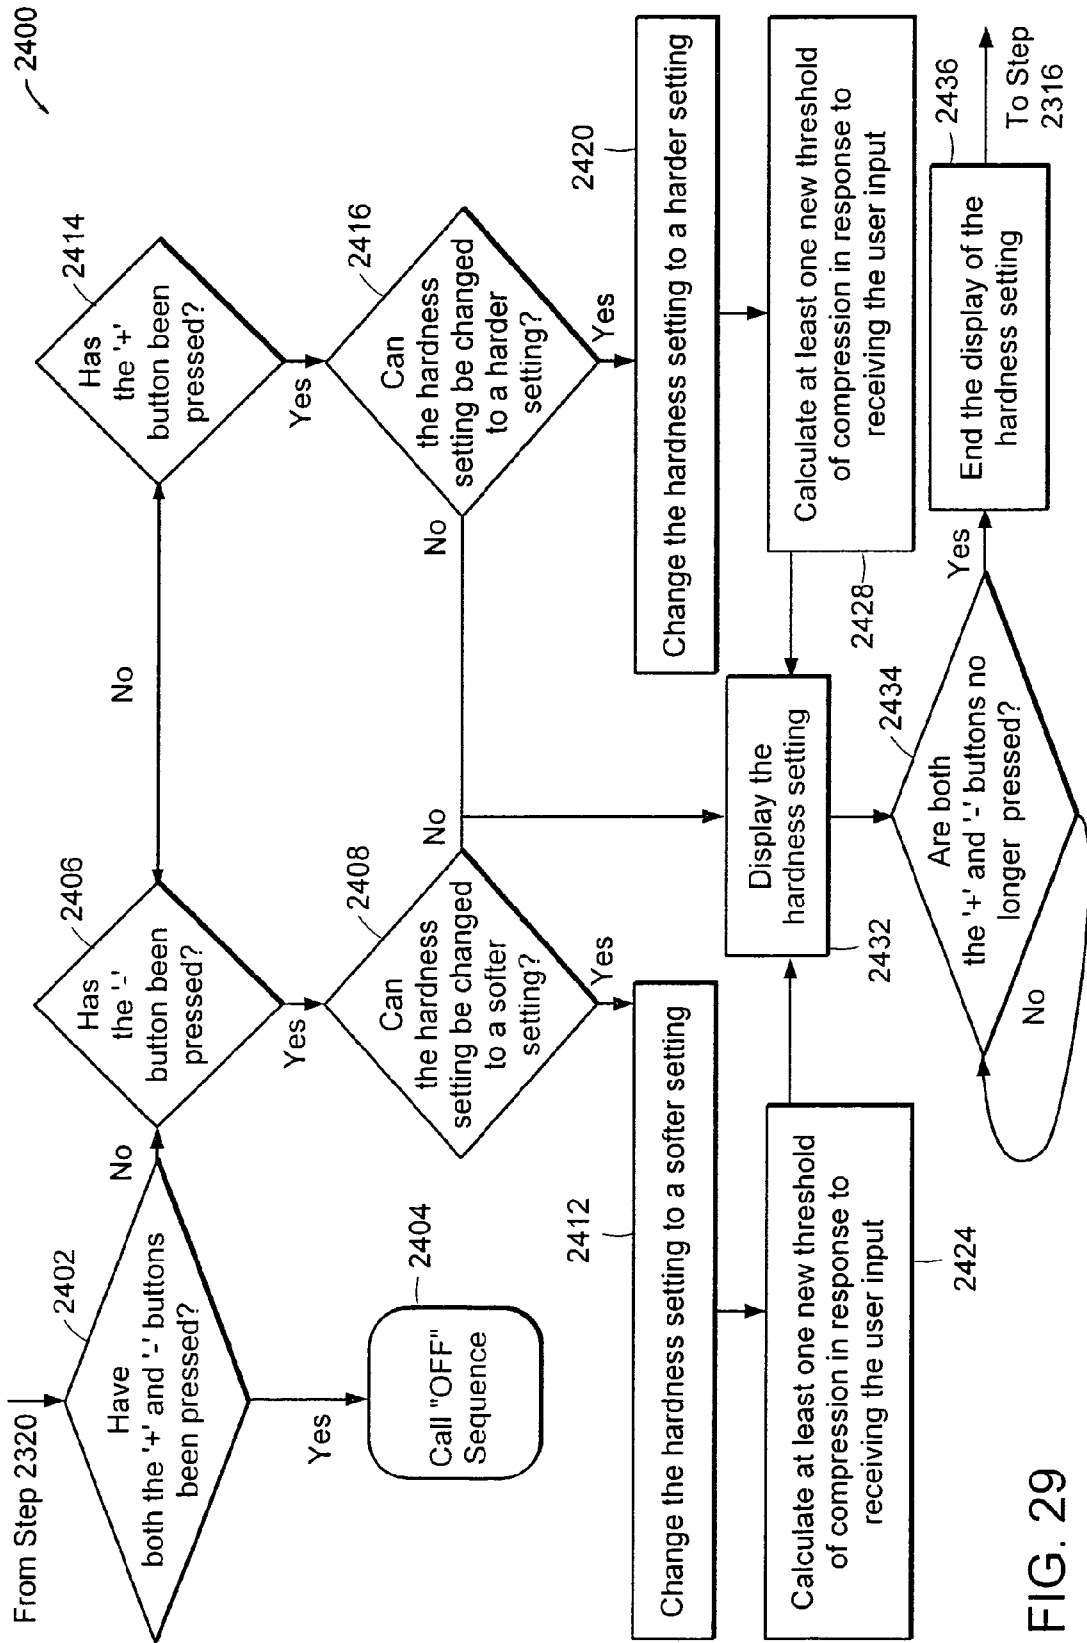 2400
From Step 2320
2402
Have
both the '+' and '-' buttons
been pressed?
No
Yes
2404
Call "OFF"
Sequence
2406
Has
the '-'
button been
pressed?
No
Yes
2414
Has
the '+'
button been
pressed?
Yes
2408
Can
the hardness
setting be changed
to a softer
setting?
No
Yes
2416
Can
the hardness
setting be changed
to a harder
setting?
No
Yes
2412
Change the hardness setting to a softer setting
2420
Change the hardness setting to a harder setting
Calculate at least one new threshold
of compression in response to
receiving the user input
2424
Display the
hardness setting
2432
Calculate at least one new threshold
of compression in response to
receiving the user input
2428
2434
Are both
the '+' and '-' buttons no
longer pressed?
No
Yes
2436
End the display of the
hardness setting
To Step
2316
FIG. 29